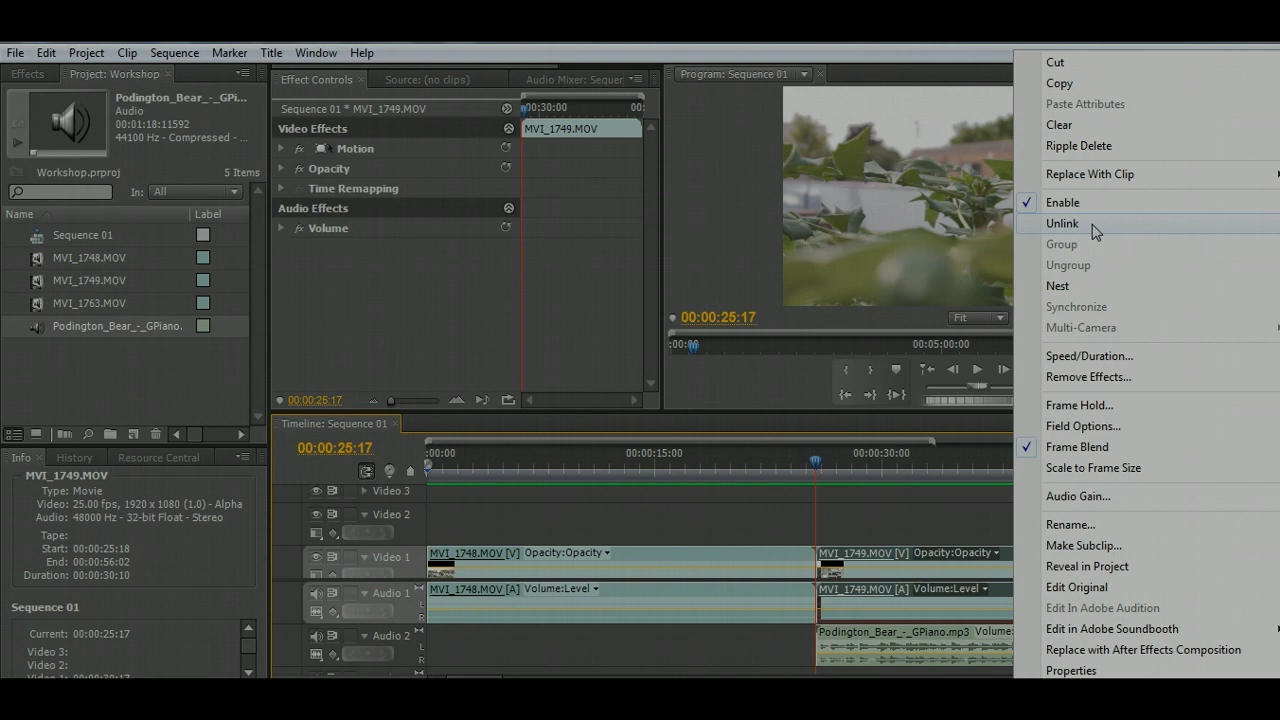 File Edit Project Clip Sequence Marker Title Window Help
Effects Project: Workshop
Podington_Bear_-_GPi...
Audio
00:01:18:11592
44100 Hz - Compressed - ...
Workshop.prproj 5 Items
In: All
Name Label
Sequence 01
MVI_1748.MOV
MVI_1749.MOV
MVI_1763.MOV
Podington_Bear_-_GPiano.
Info History Resource Central
MVI_1749.MOV
Type: Movie
Video: 25.00 fps, 1920 x 1080 (1.0) - Alpha
Audio: 48000 Hz - 32-bit Float - Stereo
Tape:
Start: 00:00:25:18
End: 00:00:56:02
Duration: 00:00:30:10
Sequence 01
Current: 00:00:25:17
Video 3:
Video 2:
Effect Controls Source: (no clips) Audio Mixer: Sequer
Sequence 01 * MVI_1749.MOV
:00:30:00 00:
Video Effects MVI_1749.MOV
fx Motion
fx Opacity
Time Remapping
Audio Effects
fx Volume
00:00:25:17
Program: Sequence 01
00:00:25:17 Fit
:00:00 00:05:00:00
Timeline: Sequence 01
00:00:25:17
:00:00 00:00:15:00 00:00:30:00
Video 3
Video 2
Video 1
MVI_1748.MOV [V] Opacity:Opacity MVI_1749.MOV [V] Opacity:Opacity
Audio 1 L R
MVI_1748.MOV [A] Volume:Level MVI_1749.MOV [A] Volume:Level
Audio 2 L R
Podington_Bear_-_GPiano.mp3 Volume:
Cut
Copy
Paste Attributes
Clear
Ripple Delete
Replace With Clip
Enable
Unlink
Group
Ungroup
Nest
Synchronize
Multi-Camera
Speed/Duration...
Remove Effects...
Frame Hold...
Field Options...
Frame Blend
Scale to Frame Size
Audio Gain...
Rename...
Make Subclip...
Reveal in Project
Edit Original
Edit In Adobe Audition
Edit in Adobe Soundbooth
Replace with After Effects Composition
Properties